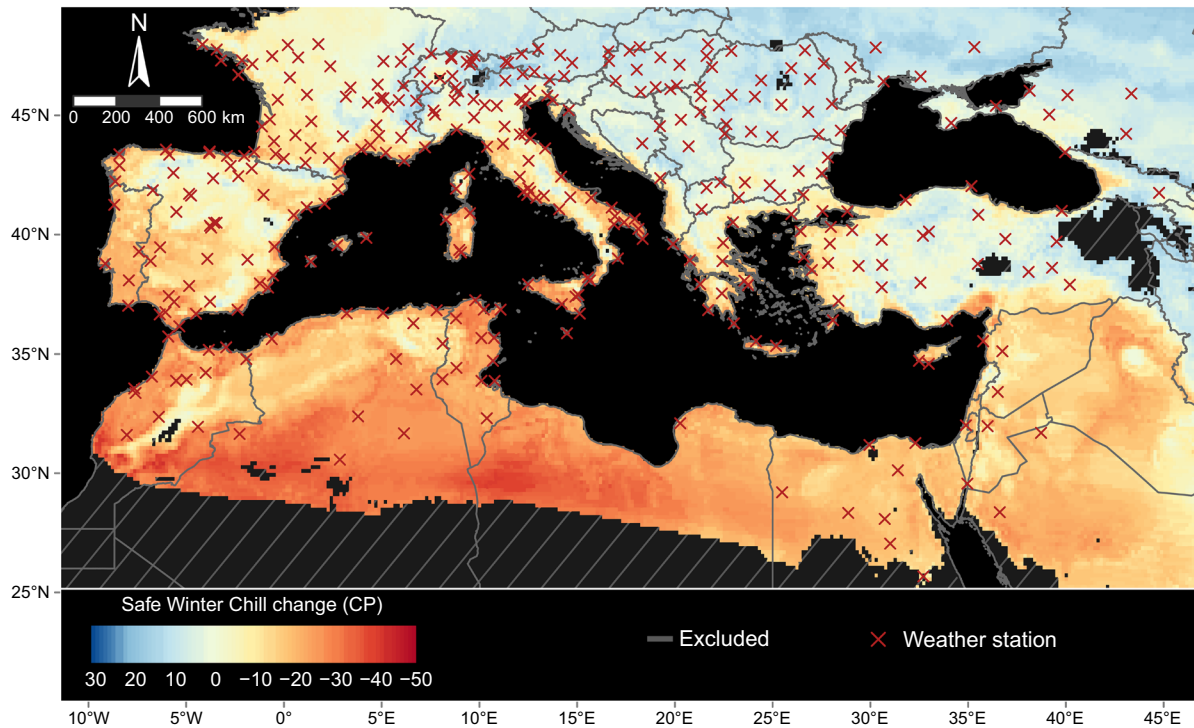 N
0 200 400 600 km
45°N
40°N
35°N
30°N
25°N
Safe Winter Chill change (CP)
30 20 10 0 −10 −20 −30 −40 −50
Excluded
Weather station
10°W 5°W 0° 5°E 10°E 15°E 20°E 25°E 30°E 35°E 40°E 45°E